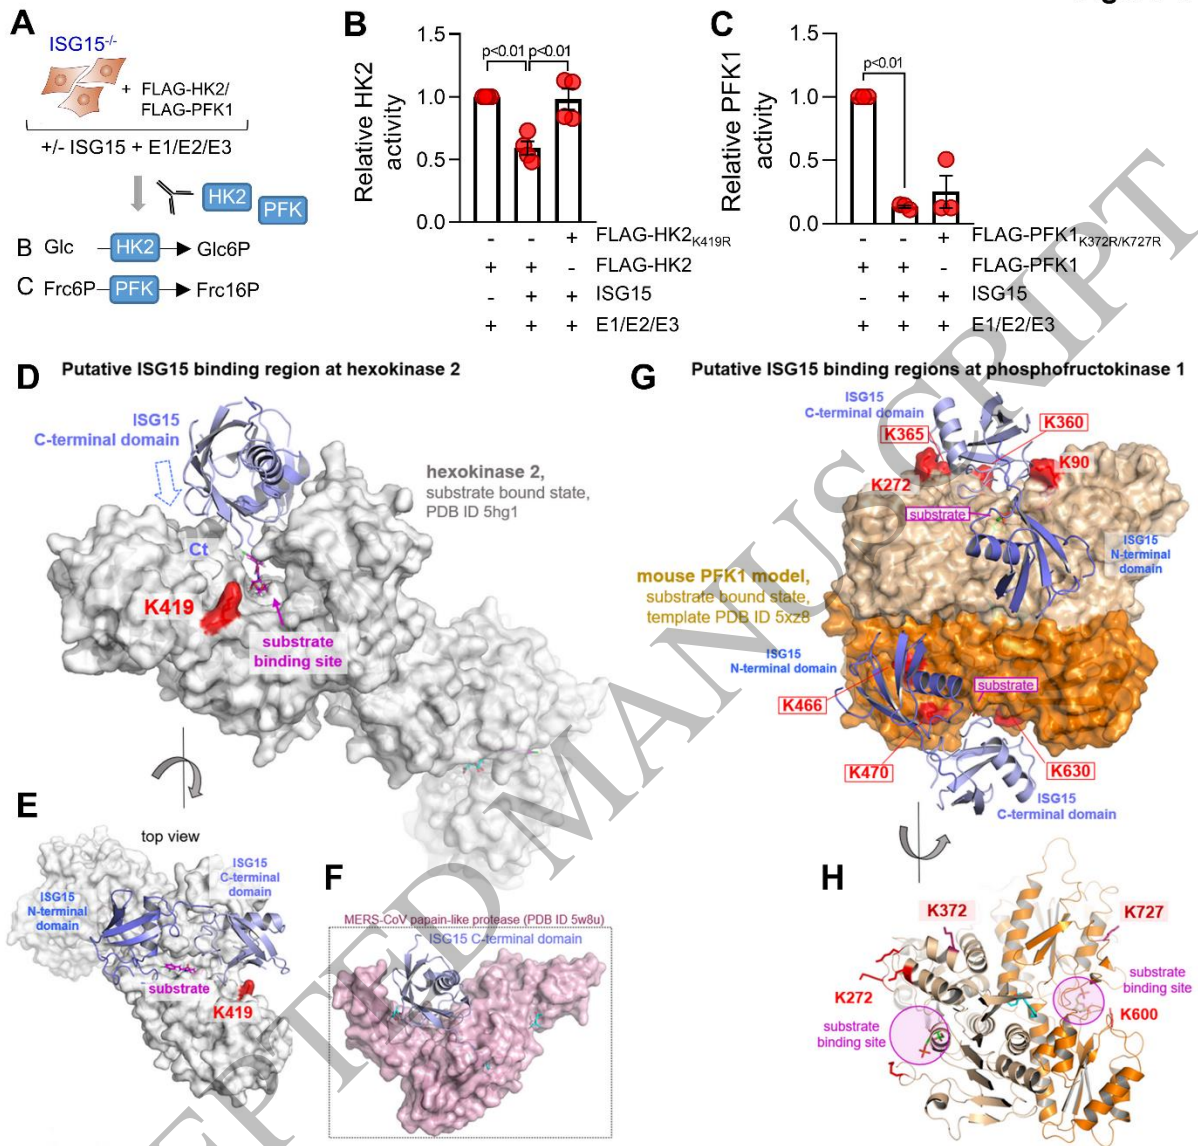 A
ISG15-/-
+ FLAG-HK2/
FLAG-PFK1
+/- ISG15 + E1/E2/E3
HK2
PFK
B Glc HK2 Glc6P
C Frc6P PFK Frc16P
B
Relative HK2
activity
1.5
1.0
0.5
0.0
p<0.01 p<0.01
- - + FLAG-HK2K419R
+ + - FLAG-HK2
- + + ISG15
+ + + E1/E2/E3
C
Relative PFK1
activity
1.5
1.0
0.5
0.0
p<0.01
- - + FLAG-PFK1K372R/K727R
+ + - FLAG-PFK1
- + + ISG15
+ + + E1/E2/E3
D Putative ISG15 binding region at hexokinase 2
ISG15
C-terminal domain
hexokinase 2,
substrate bound state,
PDB ID 5hg1
Ct
K419
substrate
binding site
E
top view
ISG15
N-terminal
domain
ISG15
C-terminal
domain
substrate
K419
F
MERS-CoV papain-like protease (PDB ID 5w8u)
ISG15 C-terminal domain
G Putative ISG15 binding regions at phosphofructokinase 1
ISG15
C-terminal domain
K365
K360
K272
K90
substrate
ISG15
N-terminal
domain
mouse PFK1 model,
substrate bound state,
template PDB ID 5xz8
ISG15
N-terminal domain
substrate
K466
K470
K630
ISG15
C-terminal domain
H
K372
K727
K272
substrate
binding site
K600
substrate
binding site
EPTED MANUSCRIPT